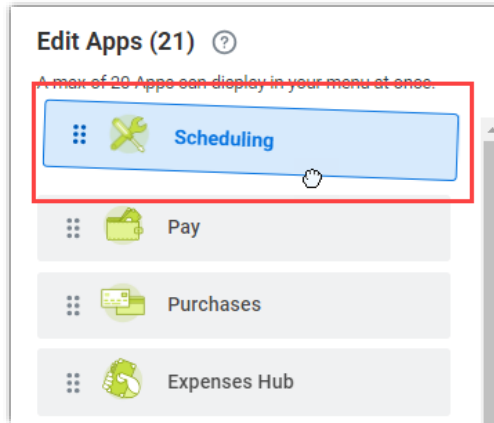 Edit Apps (21) ?
A max of 20 Apps can display in your menu at once.
Scheduling
Pay
Purchases
Expenses Hub